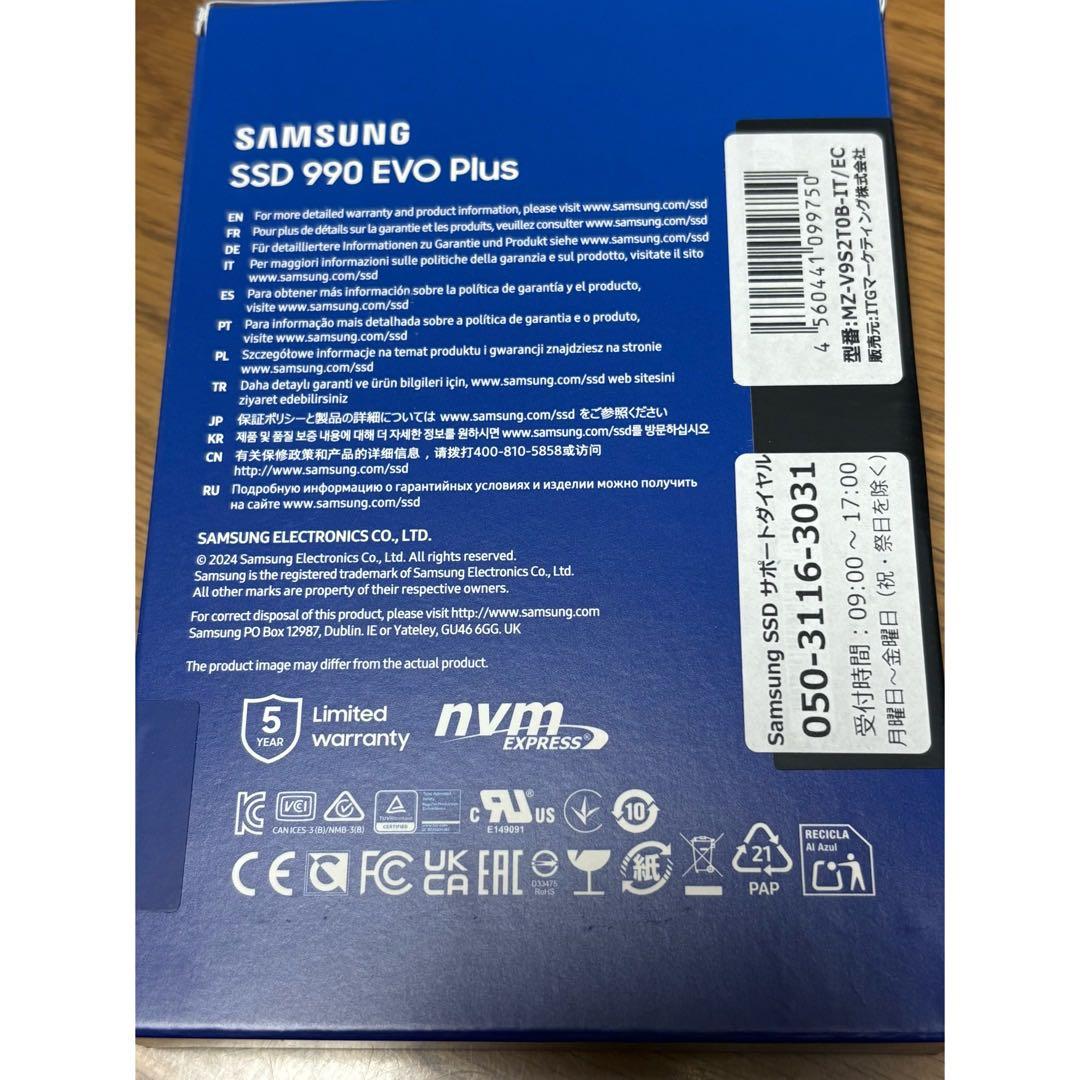 SAMSUNG
SSD 990 EVO Plus
EN For more detailed warranty and product information, please visit www.samsung.com/ssd
FR Pour plus de détails sur la garantie et les produits, veuillez consulter www.samsung.com/ssd
DE Für detailliertere Informationen zu Garantie und Produkt siehe www.samsung.com/ssd
IT Per maggiori informazioni sulle politiche della garanzia e sul prodotto, visitate il sito
www.samsung.com/ssd
ES Para obtener más información sobre la política de garantía y el producto,
visite www.samsung.com/ssd
PT Para informação mais detalhada sobre a política de garantia e o produto,
visite www.samsung.com/ssd
PL Szczegółowe informacje na temat produktu i gwarancji znajdziesz na stronie
www.samsung.com/ssd
TR Daha detaylı garanti ve ürün bilgileri için, www.samsung.com/ssd web sitesini
ziyaret edebilirsiniz
JP 保証ポリシーと製品の詳細については www.samsung.com/ssd をご参照ください
KR 제품 및 품질 보증 내용에 대해 더 자세한 정보를 원하시면 www.samsung.com/ssd를 방문하십시오
CN 有关保修政策和产品的详细信息，请拨打400-810-5858或访问
http://www.samsung.com/ssd
RU Подробную информацию о гарантийных условиях и изделии можно получить
на сайте www.samsung.com/ssd
SAMSUNG ELECTRONICS CO., LTD.
© 2024 Samsung Electronics Co., Ltd. All rights reserved.
Samsung is the registered trademark of Samsung Electronics Co., Ltd.
All other marks are property of their respective owners.
For correct disposal of this product, please visit http://www.samsung.com
Samsung PO Box 12987, Dublin. IE or Yateley, GU46 6GG. UK
The product image may differ from the actual product.
5 YEAR
Limited
warranty
nvm
EXPRESS®
VCI
CAN ICES-3(B)/NMB-3(B)
TÜVRheinland
CERTIFIED
c RU® US
E149091
10
CE FC UK CA EAC
D33475
RoHS
紙
21
PAP
RECICLA
Al Azul
4 560441 099750
型番:MZ-V9S2T0B-IT/EC
販売元:ITGマーケティング株式会社
Samsung SSD サポートダイヤル
050-3116-3031
受付時間：09:00～17:00
月曜日～金曜日（祝・祭日を除く）